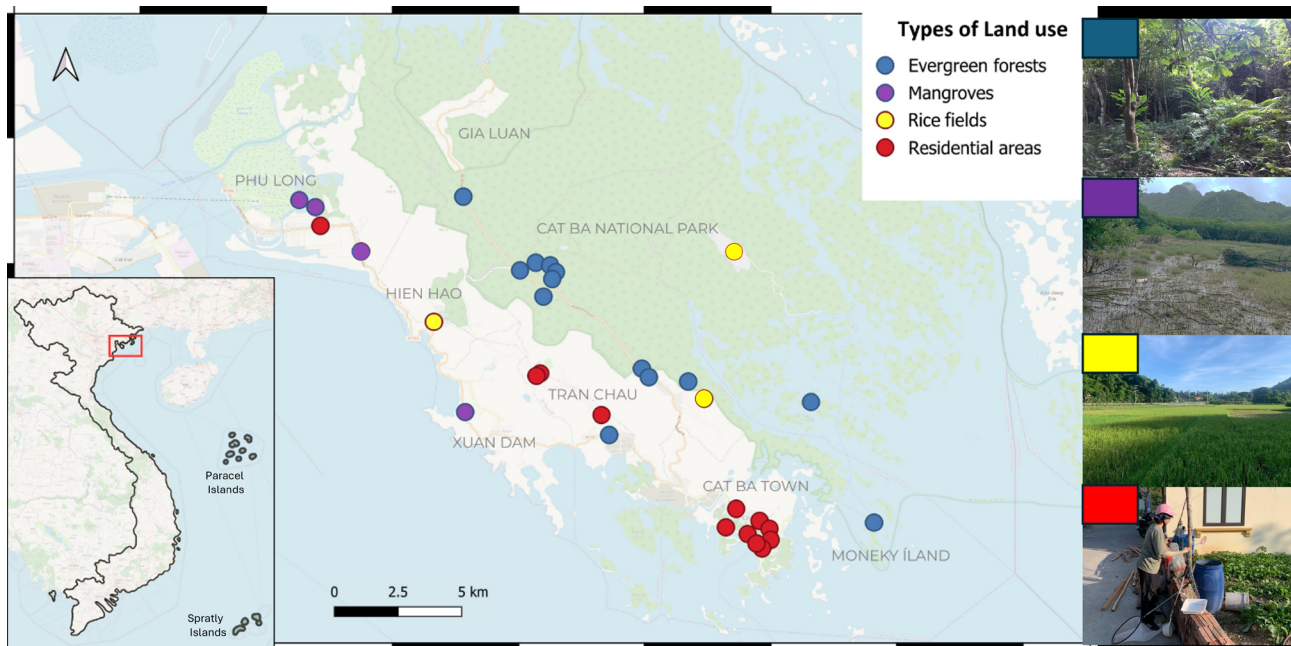 Types of Land use
Evergreen forests
Mangroves
Rice fields
Residential areas
GIA LUAN
PHU LONG
CAT BA NATIONAL PARK
HIEN HAO
TRAN CHAU
XUAN DAM
CAT BA TOWN
MONEKY ÍLAND
0 2.5 5 km
Paracel
Islands
Spratly
Islands